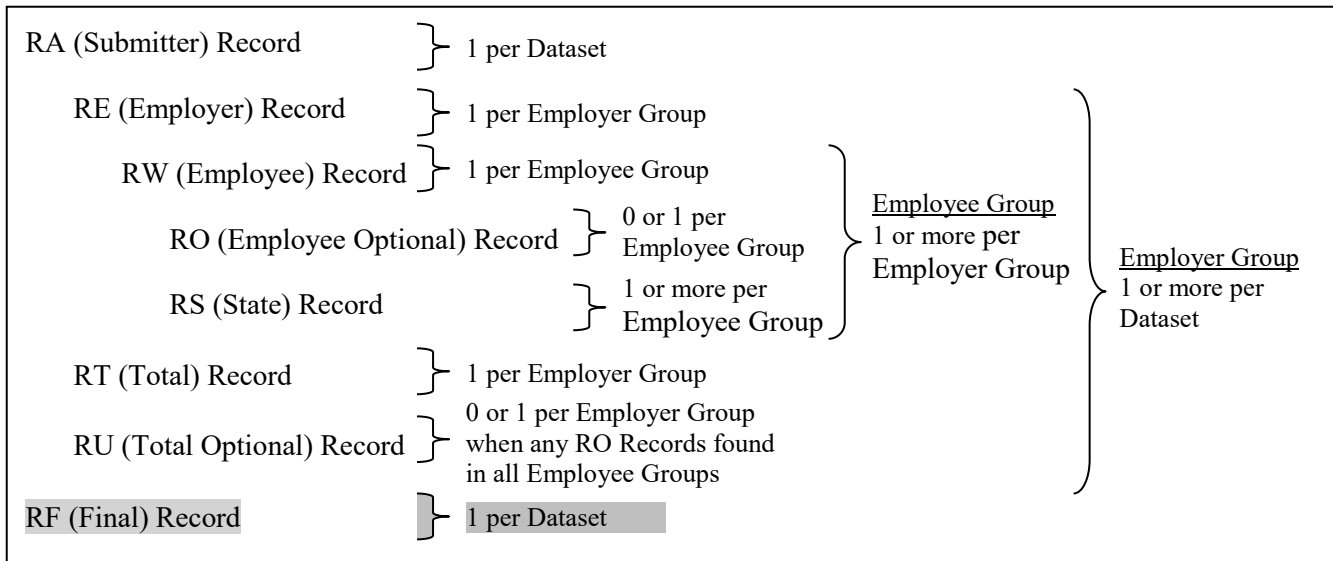 RA (Submitter) Record
1 per Dataset
RE (Employer) Record
1 per Employer Group
RW (Employee) Record
1 per Employee Group
RO (Employee Optional) Record
0 or 1 per
Employee Group
RS (State) Record
1 or more per
Employee Group
Employee Group
1 or more per
Employer Group
RT (Total) Record
1 per Employer Group
RU (Total Optional) Record
0 or 1 per Employer Group
when any RO Records found
in all Employee Groups
Employer Group
1 or more per
Dataset
RF (Final) Record
1 per Dataset